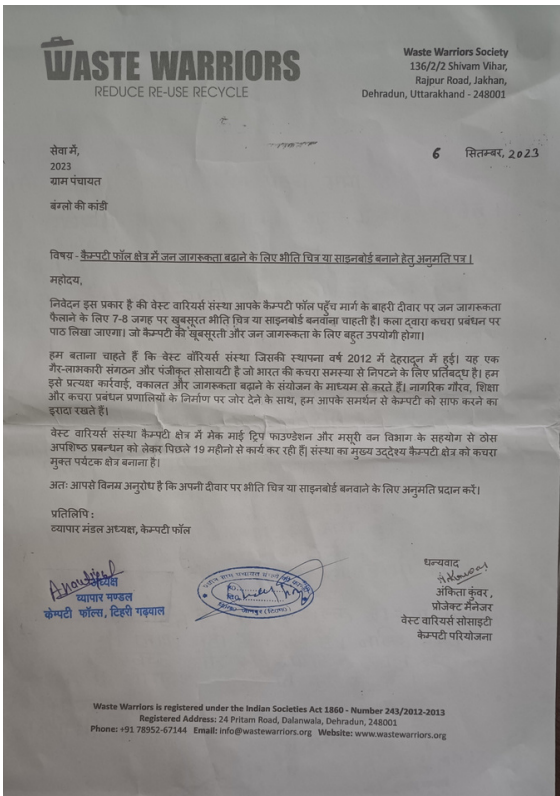 WASTE WARRIORS
REDUCE RE-USE RECYCLE
Waste Warriors Society
136/2/2 Shivam Vihar,
Rajpur Road, Jakhan,
Dehradun, Uttarakhand - 248001
सेवा में,
2023
ग्राम पंचायत
बंग्लो की कांडी
6 सितम्बर, 2023
विषय - कैम्पटी फॉल क्षेत्र में जन जागरूकता बढ़ाने के लिए भीति चित्र या साइनबोर्ड बनाने हेतु अनुमति पत्र |
महोदय,
निवेदन इस प्रकार है की वेस्ट वारियर्स संस्था आपके कैम्पटी फॉल पहुँच मार्ग के बाहरी दीवार पर जन जागरूकता
फैलाने के लिए 7-8 जगह पर खूबसूरत भीति चित्र या साइनबोर्ड बनवाना चाहती है। कला द्वारा कचरा प्रबंधन पर
पाठ लिखा जाएगा। जो कैम्पटी की खूबसूरती और जन जागरूकता के लिए बहुत उपयोगी होगा।
हम बताना चाहते हैं कि वेस्ट वॉरियर्स संस्था जिसकी स्थापना वर्ष 2012 में देहरादून में हुई। यह एक
गैर-लाभकारी संगठन और पंजीकृत सोसायटी है जो भारत की कचरा समस्या से निपटने के लिए प्रतिबद्ध है। हम
इसे प्रत्यक्ष कार्रवाई, वकालत और जागरूकता बढ़ाने के संयोजन के माध्यम से करते हैं। नागरिक गौरव, शिक्षा
और कचरा प्रबंधन प्रणालियों के निर्माण पर जोर देने के साथ, हम आपके समर्थन से केम्पटी को साफ करने का
इरादा रखते हैं।
वेस्ट वारियर्स संस्था कैम्पटी क्षेत्र में मेक माई ट्रिप फाउण्डेशन और मसूरी वन विभाग के सहयोग से ठोस
अपशिष्ठ प्रबन्धन को लेकर पिछले 19 महीनो से कार्य कर रही हैं। संस्था का मुख्य उद्देश्य कैम्पटी क्षेत्र को कचरा
मुक्त पर्यटक क्षेत्र बनाना है।
अतः आपसे विनम्र अनुरोध है कि अपनी दीवार पर भीति चित्र या साइनबोर्ड बनवाने के लिए अनुमति प्रदान करें।
प्रतिलिपि :
व्यापार मंडल अध्यक्ष, केम्पटी फॉल
अध्यक्ष
व्यापार मण्डल
केम्पटी फॉल्स, टिहरी गढ़वाल
धन्यवाद
अंकिता कुंवर,
प्रोजेक्ट मैनेजर
वेस्ट वारियर्स सोसाइटी
केम्पटी परियोजना
Waste Warriors is registered under the Indian Societies Act 1860 - Number 243/2012-2013
Registered Address: 24 Pritam Road, Dalanwala, Dehradun, 248001
Phone: +91 78952-67144 Email: info@wastewarriors.org Website: www.wastewarriors.org